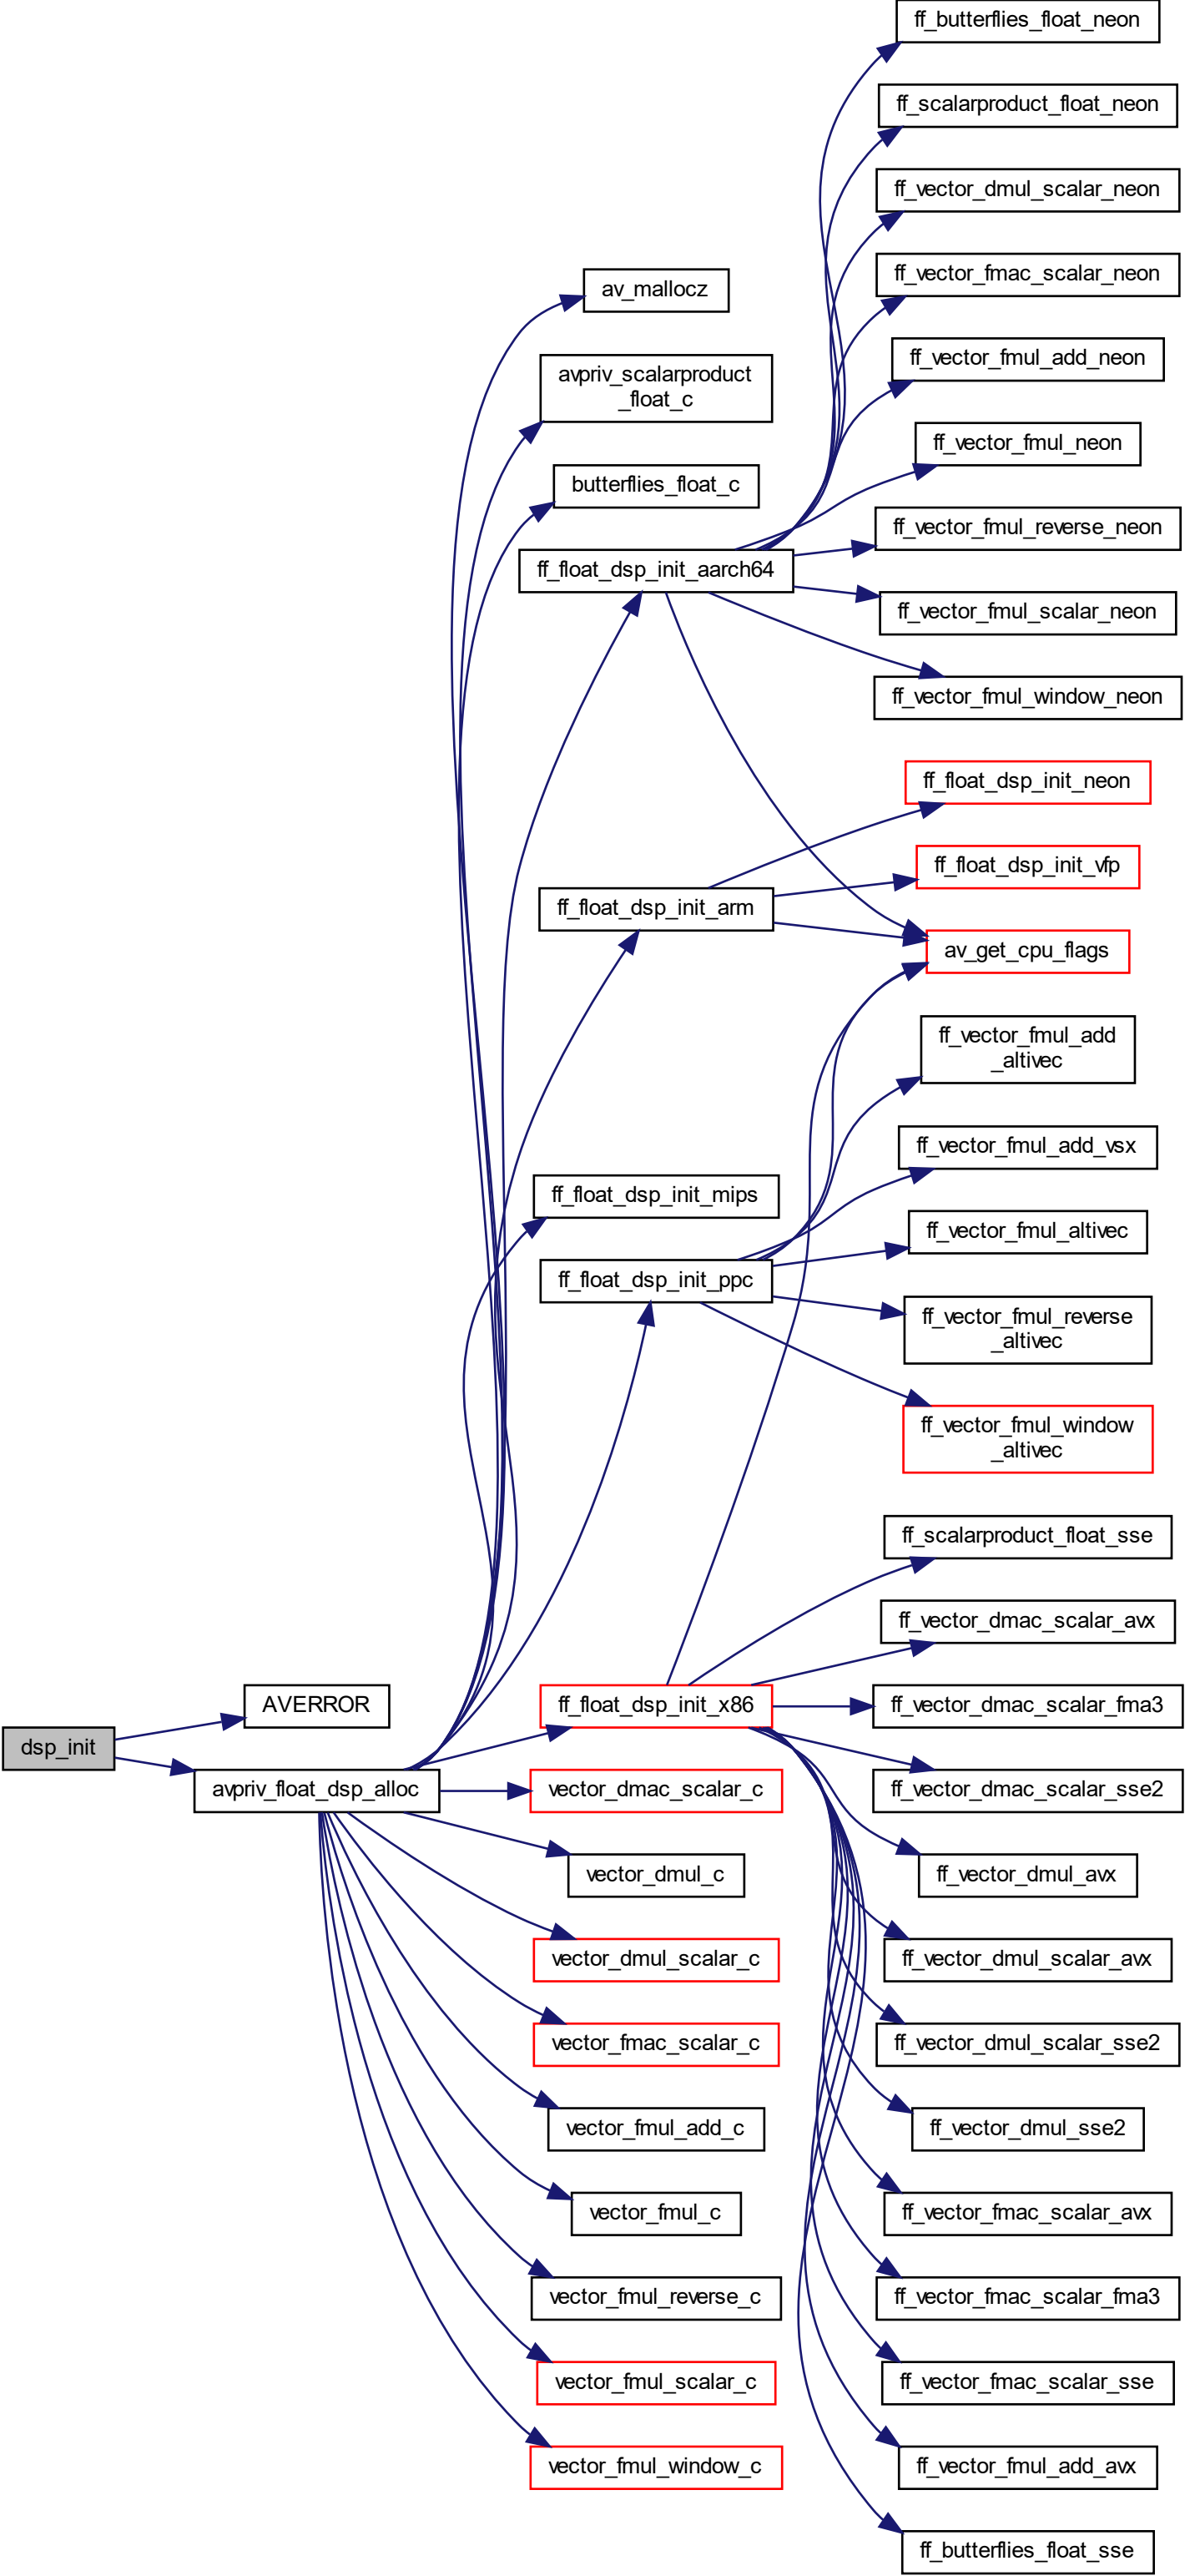 dsp_init
AVERROR
avpriv_float_dsp_alloc
av_mallocz
avpriv_scalarproduct
_float_c
butterflies_float_c
ff_float_dsp_init_aarch64
ff_float_dsp_init_arm
ff_float_dsp_init_mips
ff_float_dsp_init_ppc
ff_float_dsp_init_x86
vector_dmac_scalar_c
vector_dmul_c
vector_dmul_scalar_c
vector_fmac_scalar_c
vector_fmul_add_c
vector_fmul_c
vector_fmul_reverse_c
vector_fmul_scalar_c
vector_fmul_window_c
ff_butterflies_float_neon
ff_scalarproduct_float_neon
ff_vector_dmul_scalar_neon
ff_vector_fmac_scalar_neon
ff_vector_fmul_add_neon
ff_vector_fmul_neon
ff_vector_fmul_reverse_neon
ff_vector_fmul_scalar_neon
ff_vector_fmul_window_neon
ff_float_dsp_init_neon
ff_float_dsp_init_vfp
av_get_cpu_flags
ff_vector_fmul_add
_altivec
ff_vector_fmul_add_vsx
ff_vector_fmul_altivec
ff_vector_fmul_reverse
_altivec
ff_vector_fmul_window
_altivec
ff_scalarproduct_float_sse
ff_vector_dmac_scalar_avx
ff_vector_dmac_scalar_fma3
ff_vector_dmac_scalar_sse2
ff_vector_dmul_avx
ff_vector_dmul_scalar_avx
ff_vector_dmul_scalar_sse2
ff_vector_dmul_sse2
ff_vector_fmac_scalar_avx
ff_vector_fmac_scalar_fma3
ff_vector_fmac_scalar_sse
ff_vector_fmul_add_avx
ff_butterflies_float_sse